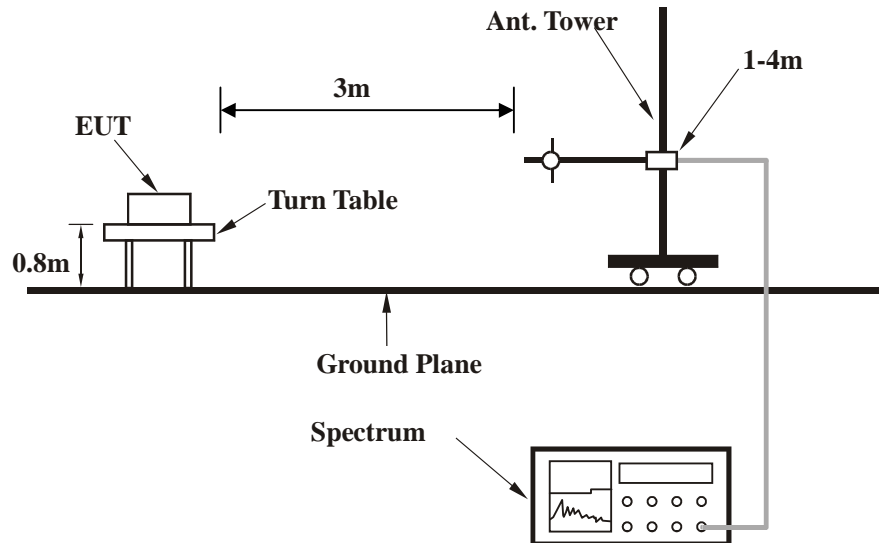 Ant. Tower
1-4m
3m
EUT
Turn Table
0.8m
Ground Plane
Spectrum